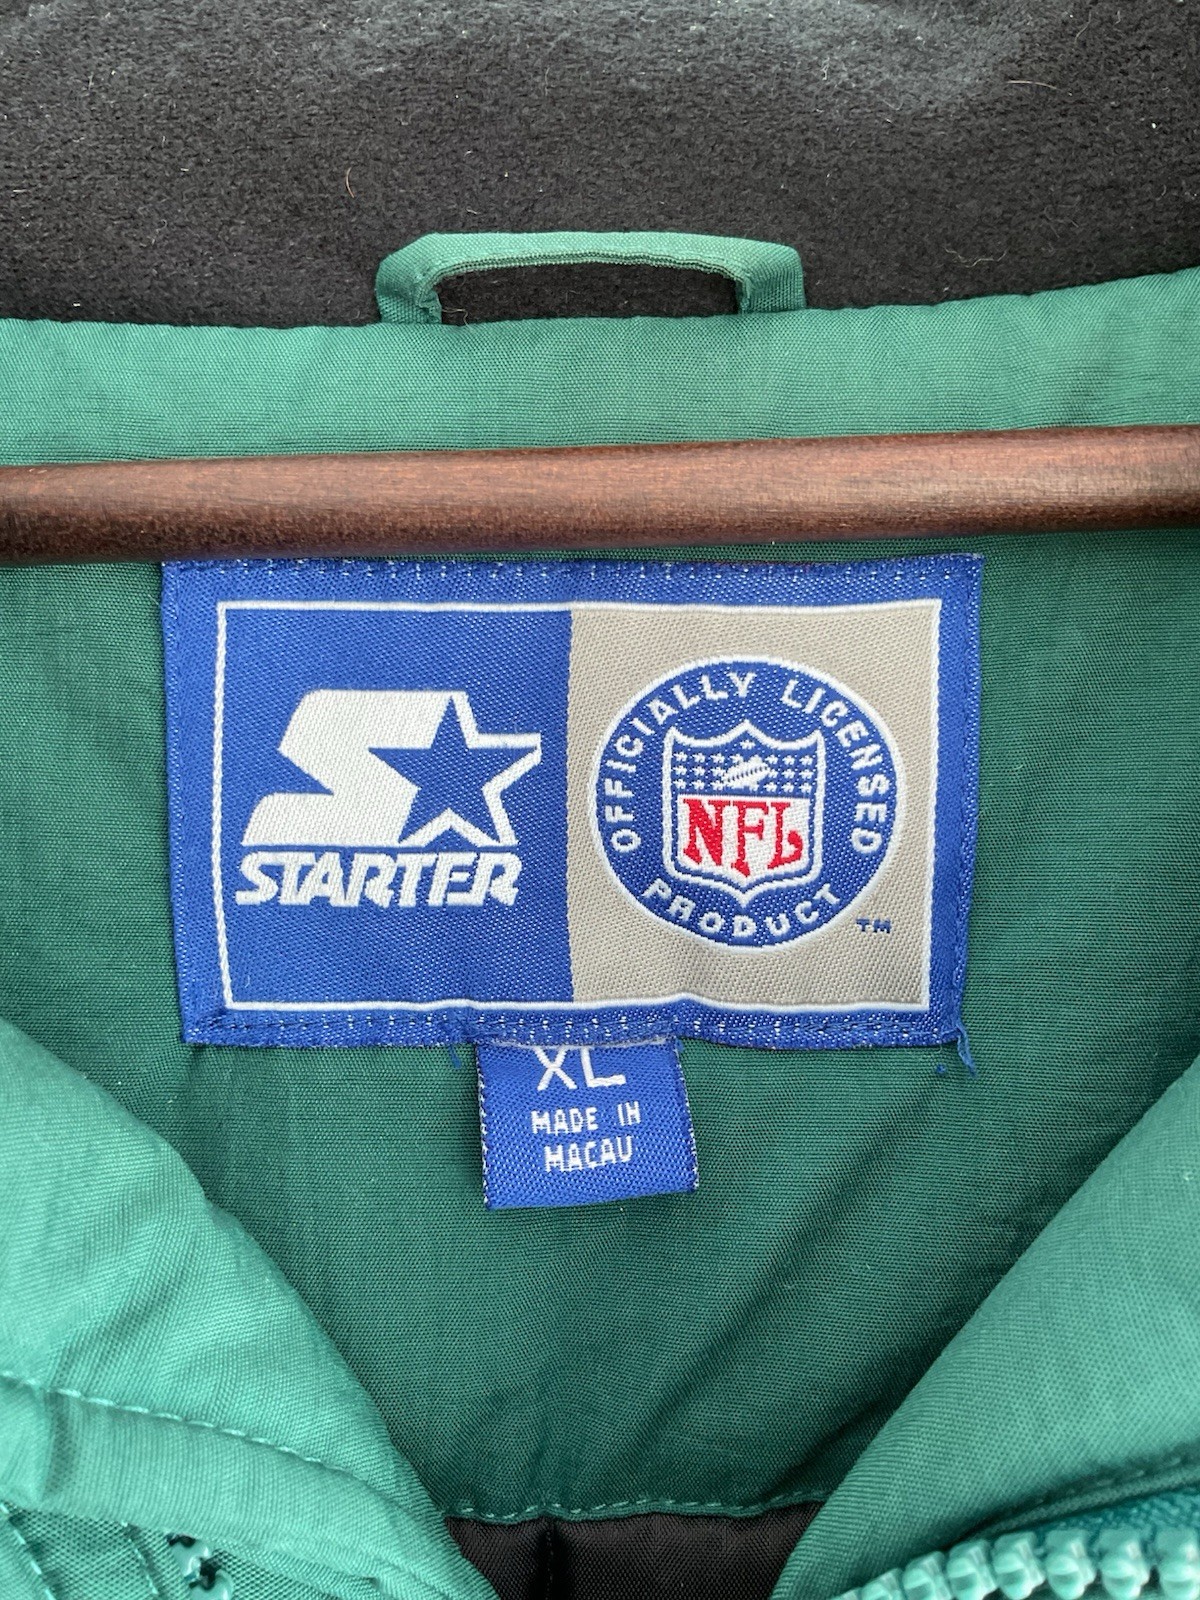 STARTER
OFFICIALLY LICENSED
NFL
PRODUCT
TM
XL
MADE IN
MACAU